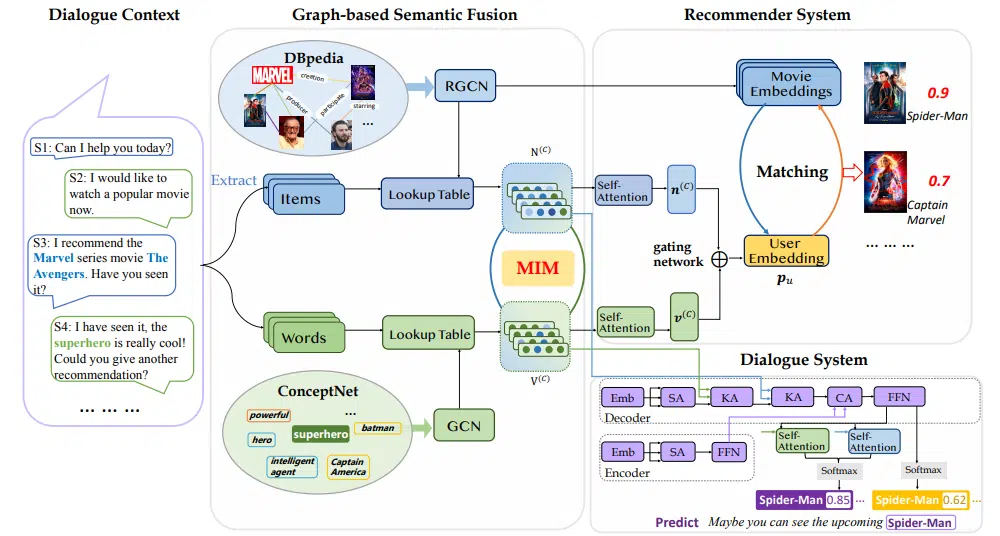 Dialogue Context
Graph-based Semantic Fusion
Recommender System
S1: Can I help you today?
S2: I would like to
watch a popular movie
now.
S3: I recommend the
Marvel series movie The
Avengers. Have you seen
it?
S4: I have seen it, the
superhero is really cool!
Could you give another
recommendation?
... ... ...
DBpedia
MARVEL
creation
producer
participate
starring
...
RGCN
Extract
Items
Lookup Table
N(C)
MIM
Words
Lookup Table
V(C)
ConceptNet
powerful
...
hero
superhero
batman
intelligent
agent
Captain
America
GCN
Self-
Attention
n(C)
Self-
Attention
v(C)
gating
network
Movie
Embeddings
Matching
User
Embedding
pu
0.9
Spider-Man
0.7
Captain
Marvel
... ... ...
Dialogue System
Emb
SA
KA
KA
CA
FFN
Decoder
Emb
SA
FFN
Encoder
Self-
Attention
Self-
Attention
Softmax
Softmax
Spider-Man 0.85 ...
Spider-Man 0.62 ...
Predict Maybe you can see the upcoming Spider-Man